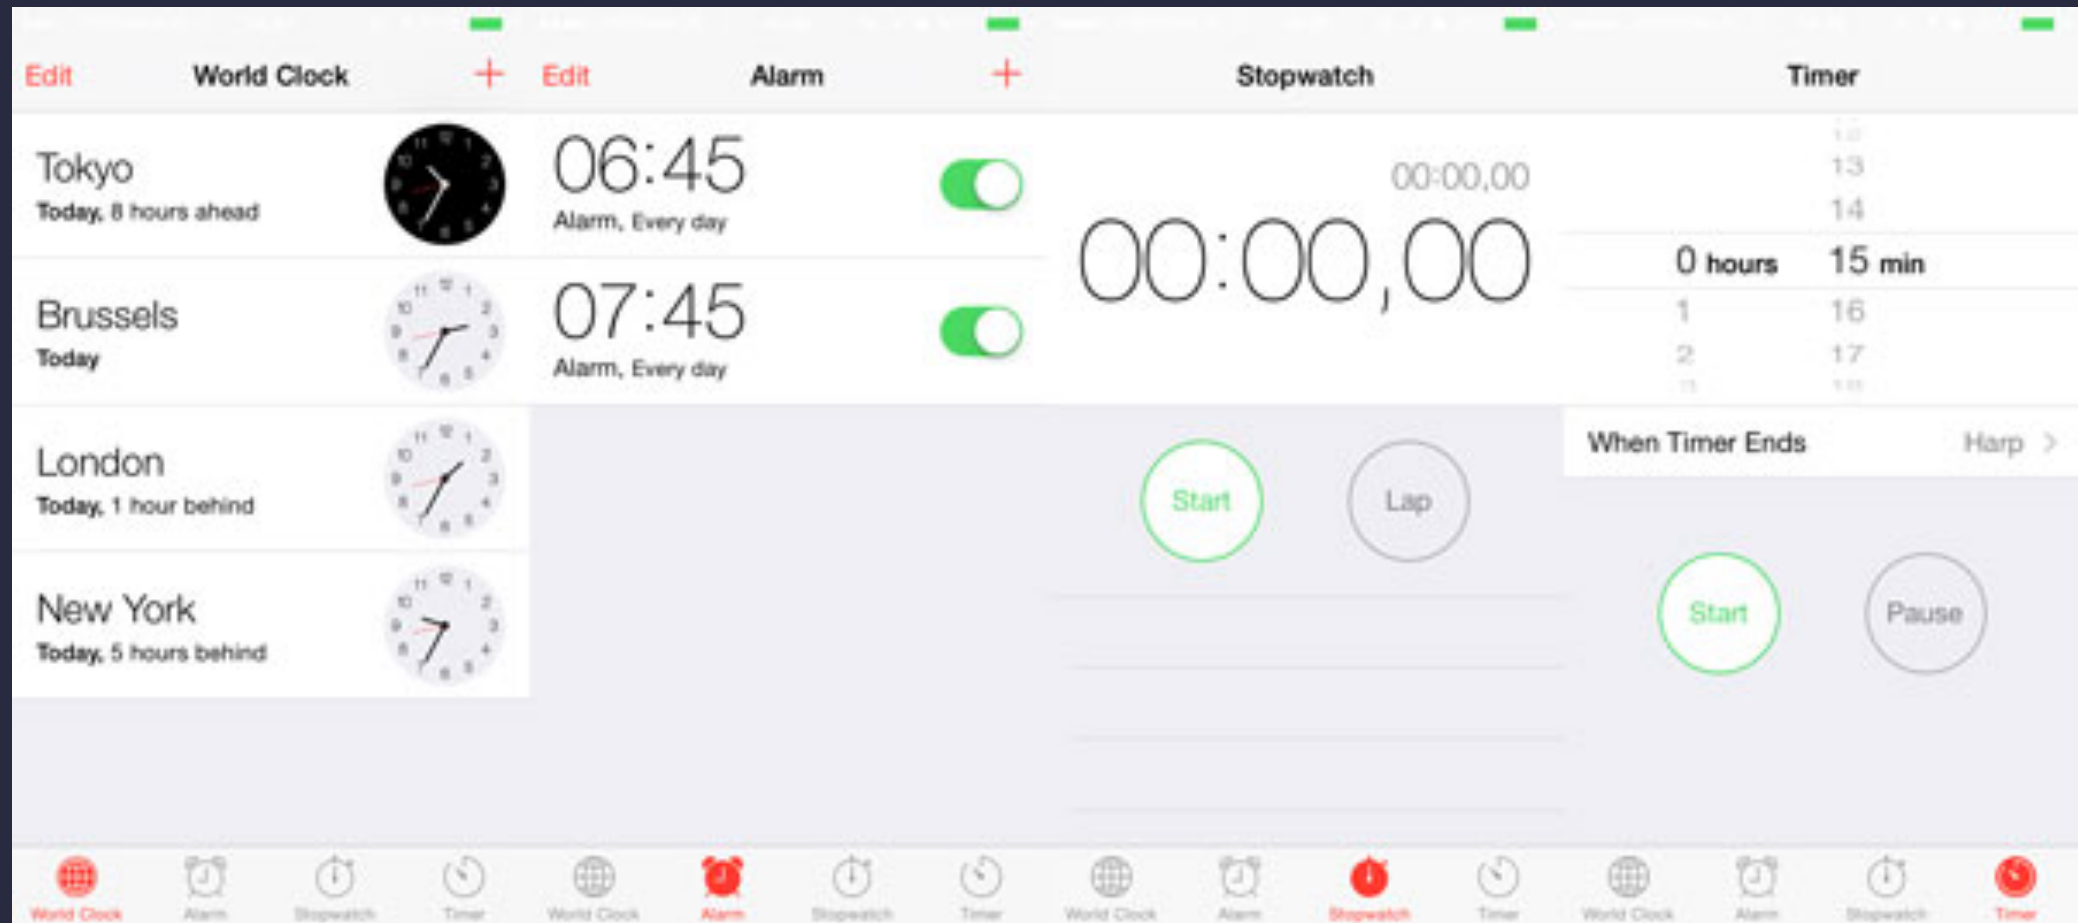 Edit World Clock +
Tokyo
Today, 8 hours ahead
Brussels
Today
London
Today, 1 hour behind
New York
Today, 5 hours behind
World Clock Alarm Stopwatch Timer
Edit Alarm +
06:45
Alarm, Every day
07:45
Alarm, Every day
World Clock Alarm Stopwatch Timer
Stopwatch
00:00,00
00:00,00
Start Lap
World Clock Alarm Stopwatch Timer
Timer
13
14
0 hours 15 min
1 16
2 17
When Timer Ends Harp >
Start Pause
World Clock Alarm Stopwatch Timer